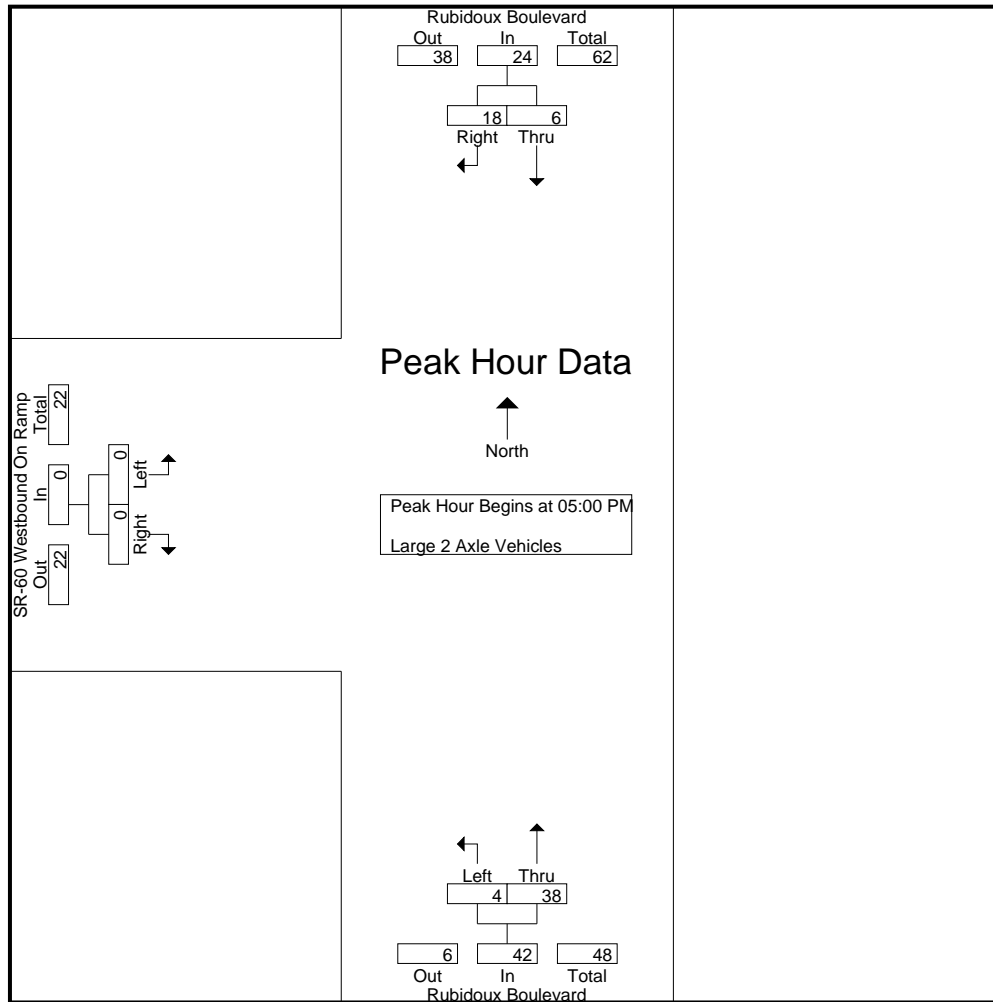 Rubidoux Boulevard
Out In Total
38 24 62
18 6
Right Thru
Peak Hour Data
North
Peak Hour Begins at 05:00 PM
Large 2 Axle Vehicles
SR-60 Westbound On Ramp
Out In Total
22 0 22
0 0
Right Left
Left Thru
4 38
6 42 48
Out In Total
Rubidoux Boulevard